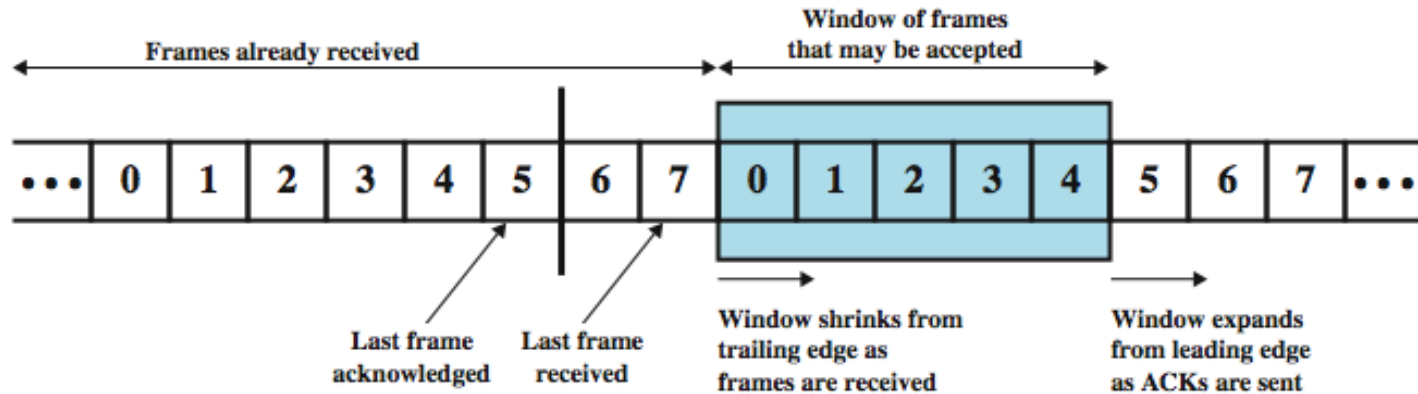 Frames already received
Window of frames
that may be accepted
••• 0 1 2 3 4 5 6 7 0 1 2 3 4 5 6 7 •••
Last frame
acknowledged
Last frame
received
Window shrinks from
trailing edge as
frames are received
Window expands
from leading edge
as ACKs are sent